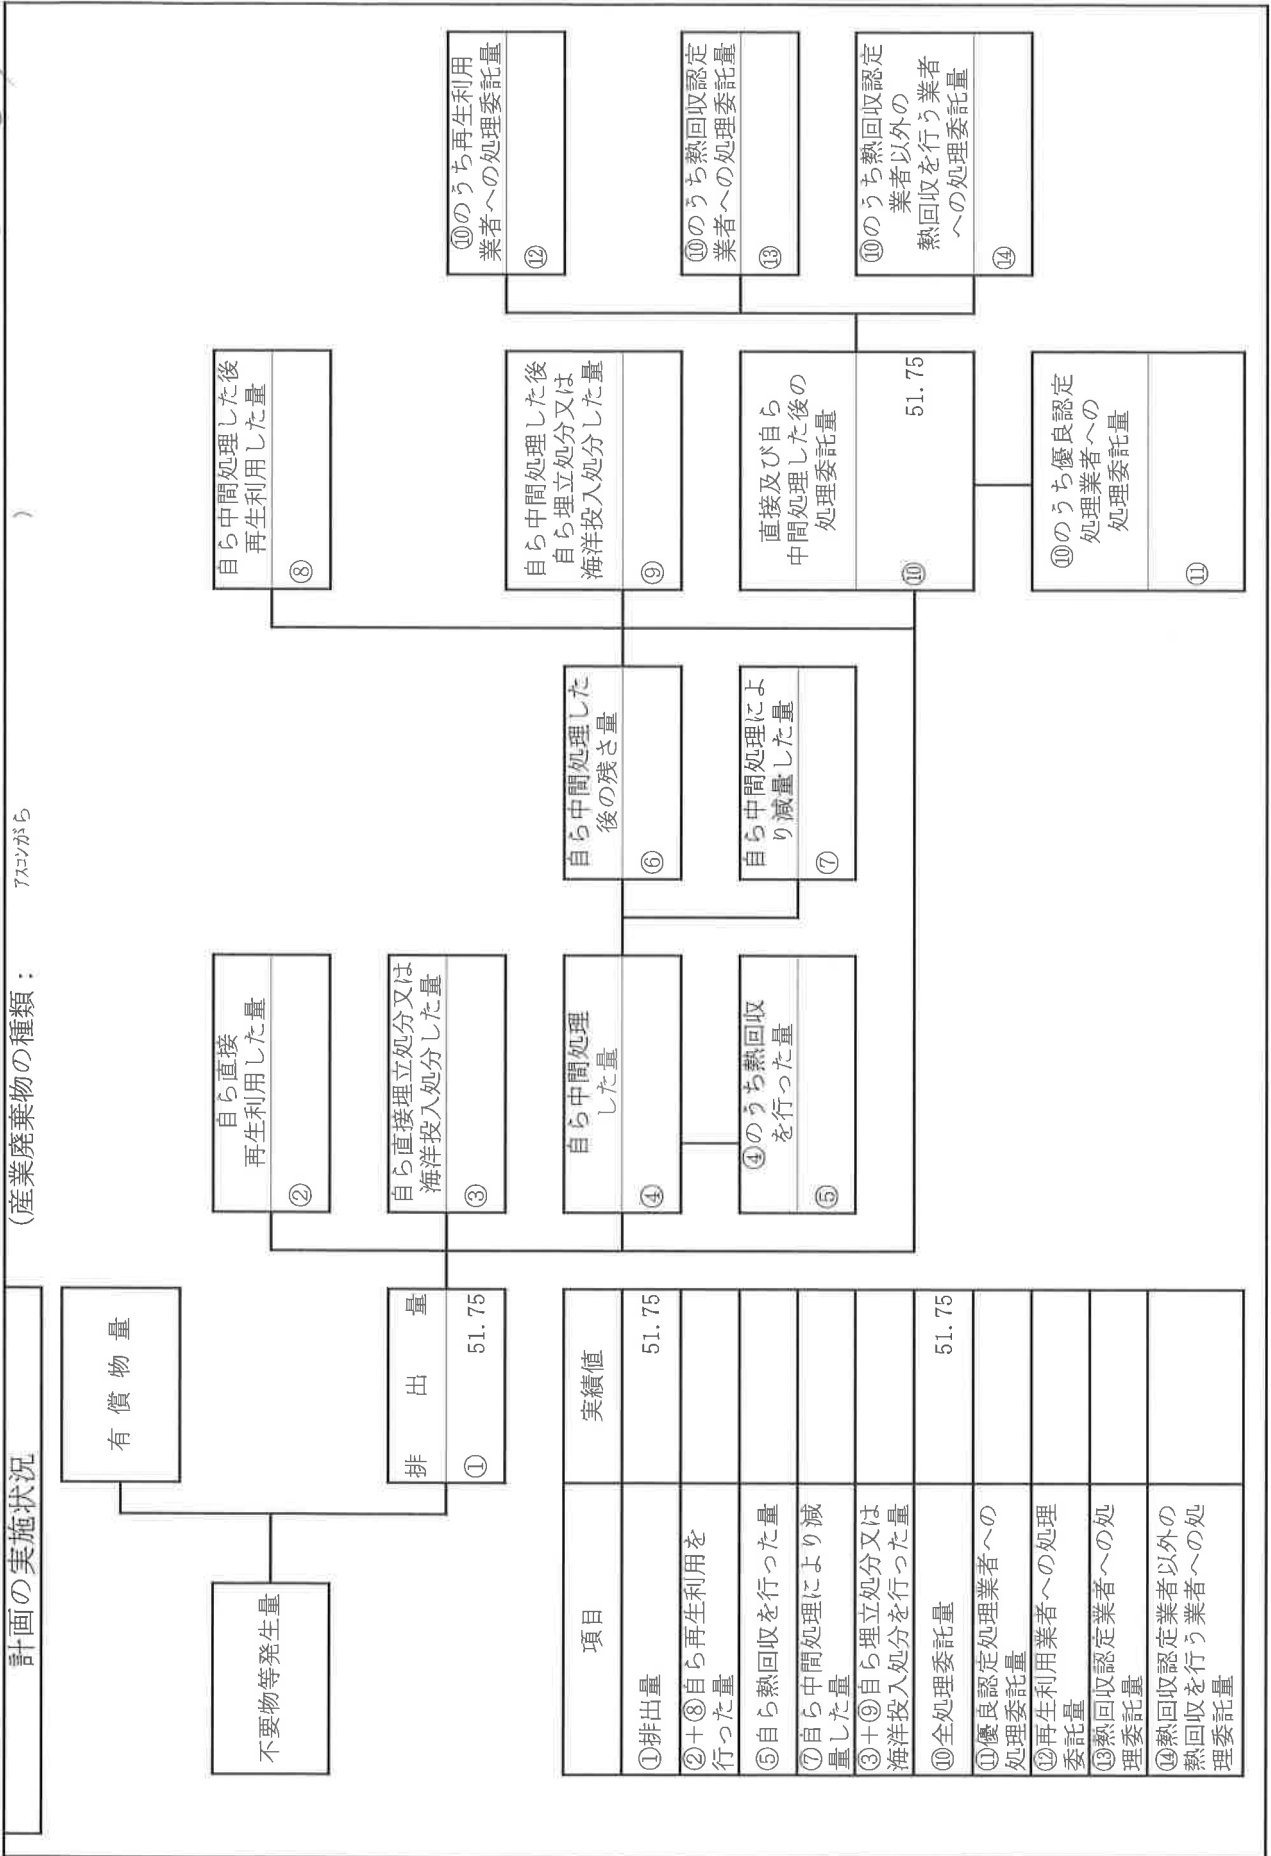 計画の実施状況
(産業廃棄物の種類：
アスコンがら
)
不要物等発生量
有償物量
排出量
① 51.75
自ら直接
再生利用した量
②
自ら直接埋立処分又は
海洋投入処分した量
③
自ら中間処理
した量
④
④のうち熱回収
を行った量
⑤
自ら中間処理した
後の残さ量
⑥
自ら中間処理によ
り減量した量
⑦
自ら中間処理した後
再生利用した量
⑧
自ら中間処理した後
自ら埋立処分又は
海洋投入処分した量
⑨
直接及び自ら
中間処理した後の
処理委託量
⑩ 51.75
⑩のうち優良認定
処理業者への
処理委託量
⑪
⑩のうち再生利用
業者への処理委託量
⑫
⑩のうち熱回収認定
業者への処理委託量
⑬
⑩のうち熱回収認定
業者以外の
熱回収を行う業者
への処理委託量
⑭
項目 実績値
①排出量 51.75
②＋⑧自ら再生利用を
行った量
⑤自ら熱回収を行った量
⑦自ら中間処理により減
量した量
③＋⑨自ら埋立処分又は
海洋投入処分を行った量
⑩全処理委託量 51.75
⑪優良認定処理業者への
処理委託量
⑫再生利用業者への処理
委託量
⑬熱回収認定業者への処
理委託量
⑭熱回収認定業者以外の
熱回収を行う業者への処
理委託量